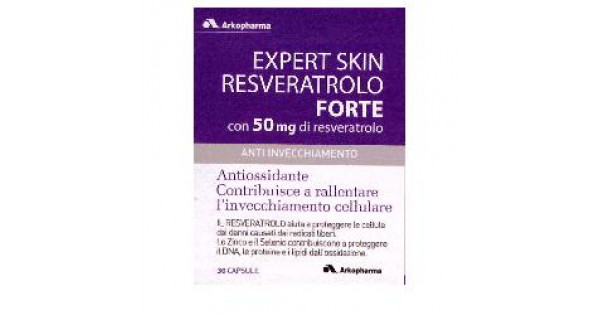 Arkopharma
EXPERT SKIN
RESVERATROLO
FORTE
con 50 mg di resveratrolo
ANTI INVECCHIAMENTO
Antiossidante
Contribuisce a rallentare
l'invecchiamento cellulare
IL RESVERATROLO aiuta a proteggere le cellule
dai danni causati dai radicali liberi.
Lo Zinco e il Selenio contribuiscono a proteggere
il DNA, le proteine e i lipidi dall'ossidazione.
30 CAPSULE
Arkopharma